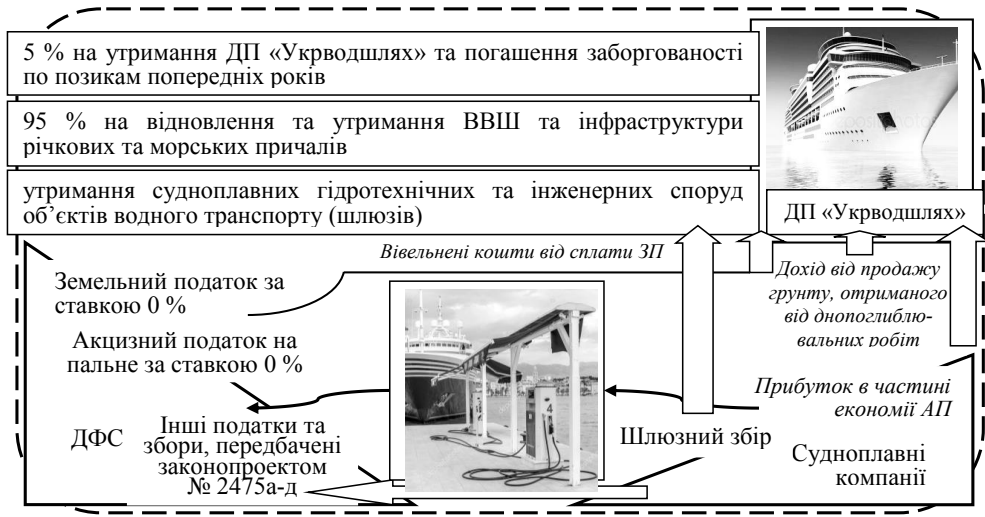 5 % на утримання ДП «Укрводшлях» та погашення заборгованості
по позикам попередніх років
95 % на відновлення та утримання ВВШ та інфраструктури
річкових та морських причалів
утримання судноплавних гідротехнічних та інженерних споруд
об’єктів водного транспорту (шлюзів)
ДП «Укрводшлях»
Вівельнені кошти від сплати ЗП
Земельний податок за
ставкою 0 %
Дохід від продажу
грунту, отриманого
від днопоглиблю-
вальних робіт
Акцизний податок на
пальне за ставкою 0 %
Прибуток в частині
економії АП
ДФС
Інші податки та
збори, передбачені
законопроектом
№ 2475а-д
Шлюзний збір
Судноплавні
компанії